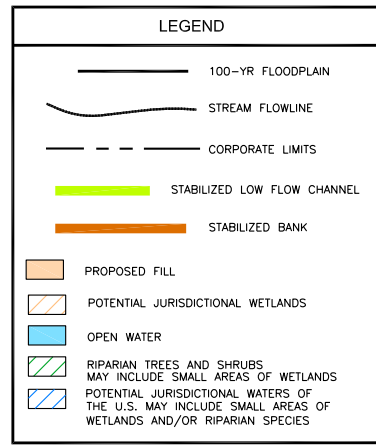 LEGEND
100-YR FLOODPLAIN
STREAM FLOWLINE
CORPORATE LIMITS
STABILIZED LOW FLOW CHANNEL
STABILIZED BANK
PROPOSED FILL
POTENTIAL JURISDICTIONAL WETLANDS
OPEN WATER
RIPARIAN TREES AND SHRUBS
MAY INCLUDE SMALL AREAS OF WETLANDS
POTENTIAL JURISDICTIONAL WATERS OF
THE U.S. MAY INCLUDE SMALL AREAS OF
WETLANDS AND/OR RIPARIAN SPECIES